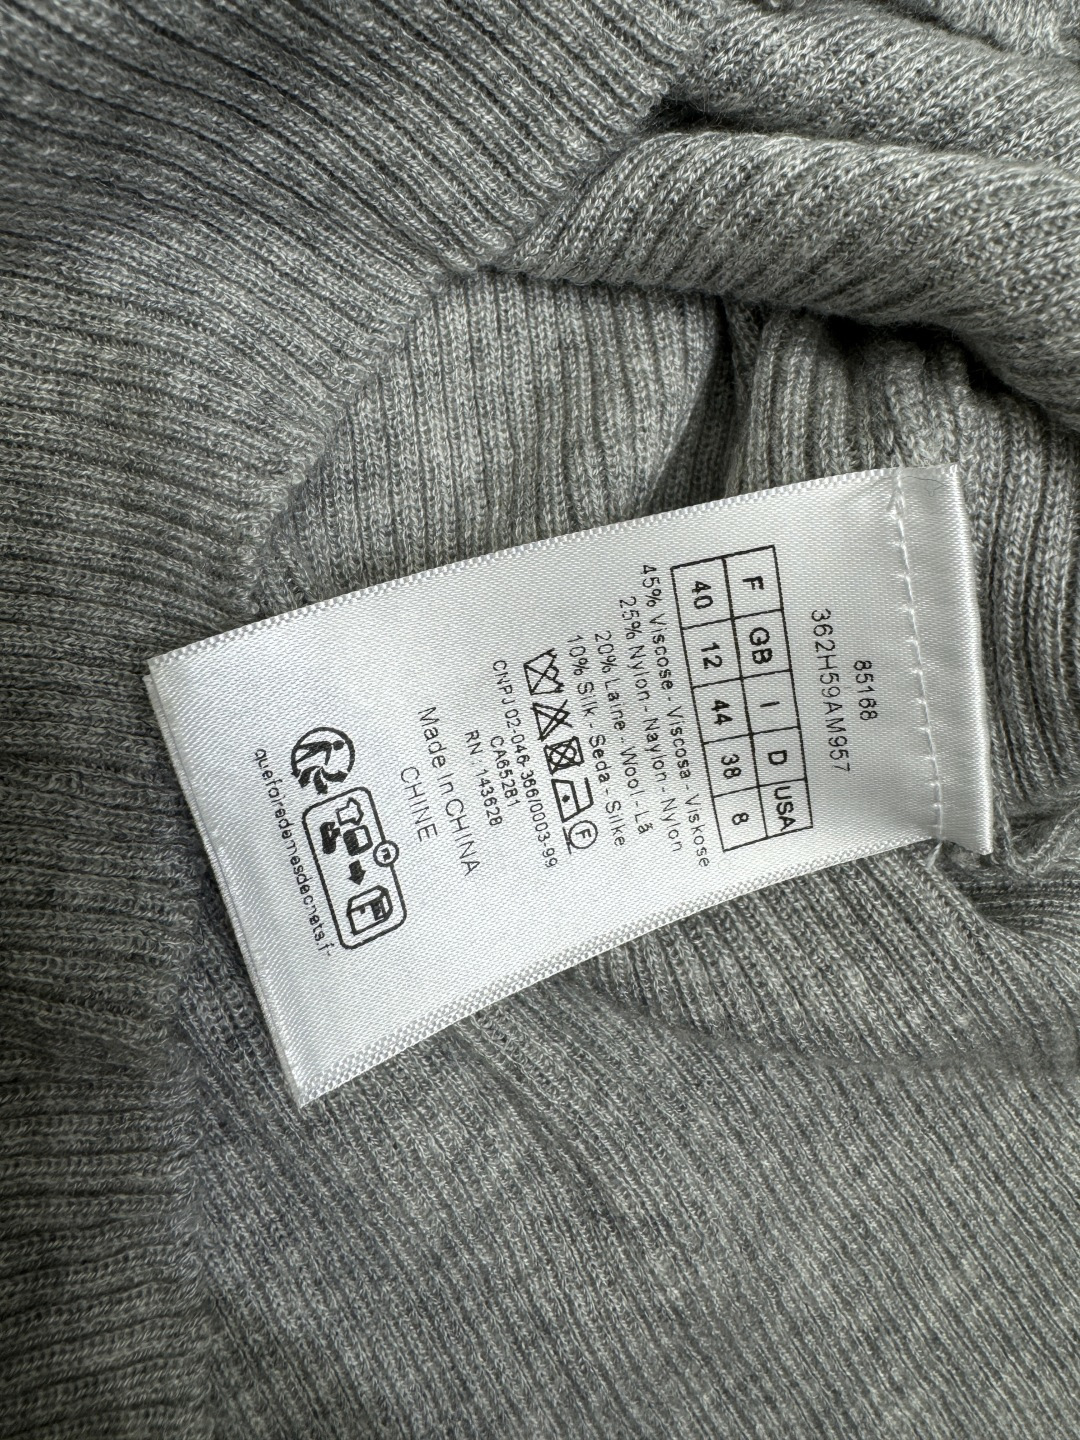 85168
362H59AM957
F GB I D USA
40 12 44 38 8
45% Viscose - Viscosa - Viskose
25% Nylon - Naylon - Nylon
20% Laine - Wool - Lã
10% Silk - Seda - Silke
F
CNPJ 02-046-366/0003-99
CA65281
RN : 143628
Made in CHINA
CHINE
FR
quefairedemesdechets.fr